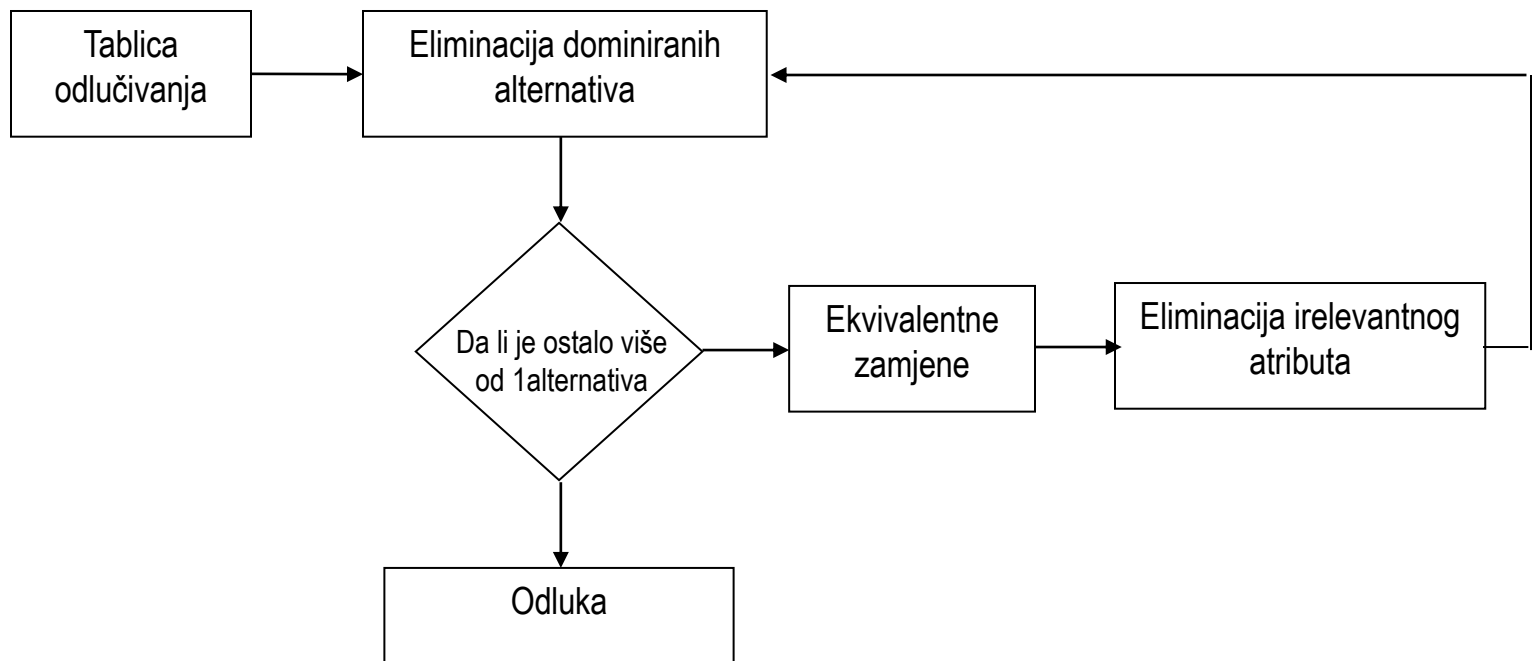 Tablica
odlučivanja
Eliminacija dominiranih
alternativa
Da li je ostalo više
od 1alternativa
Ekvivalentne
zamjene
Eliminacija irelevantnog
atributa
Odluka